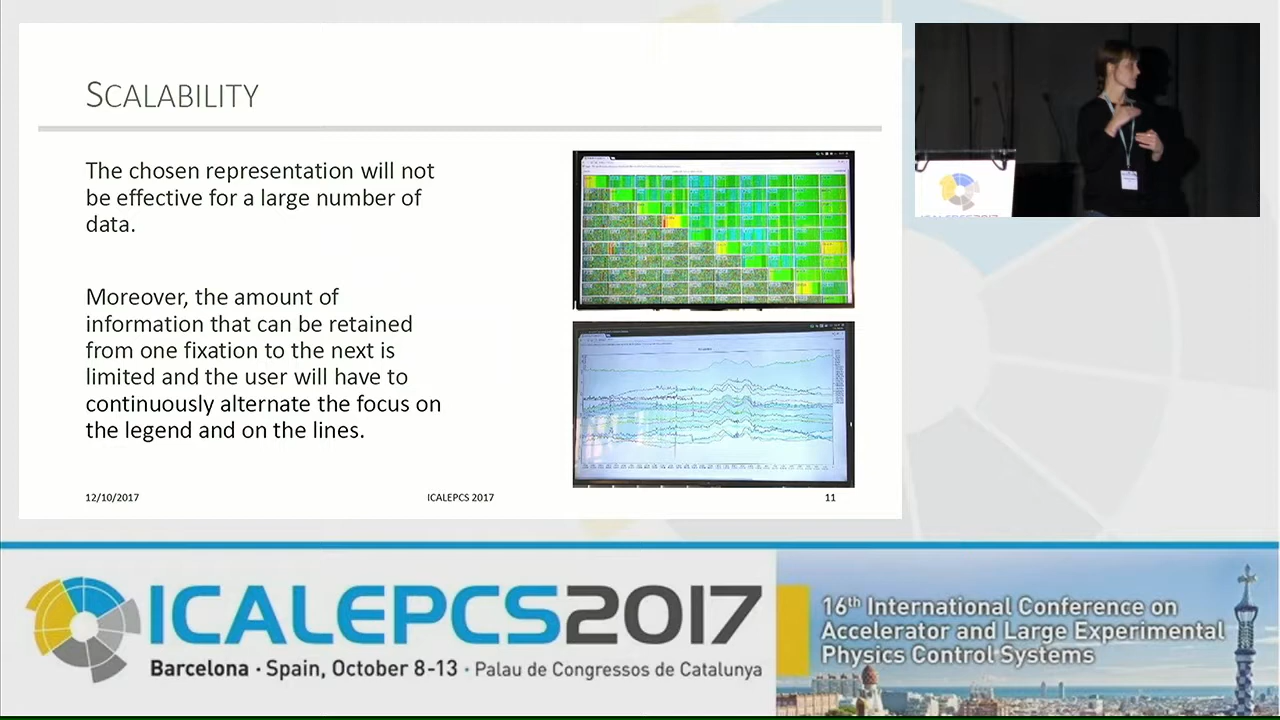 SCALABILITY
The chosen representation will not
be effective for a large number of
data.
Moreover, the amount of
information that can be retained
from one fixation to the next is
limited and the user will have to
continuously alternate the focus on
the legend and on the lines.
12/10/2017
ICALEPCS 2017
11
ICALEPCS2017
ICALEPCS2017
Barcelona · Spain, October 8-13 · Palau de Congressos de Catalunya
16th International Conference on
Accelerator and Large Experimental
Physics Control Systems